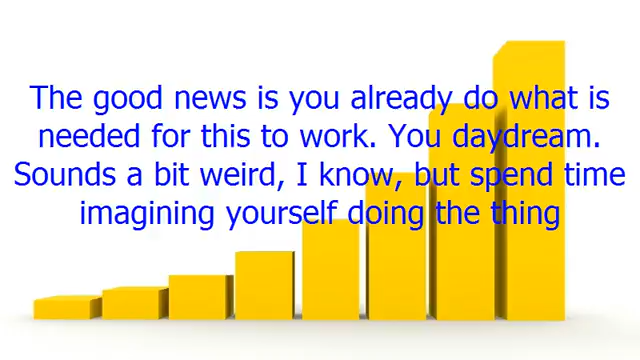 The good news is you already do what is
needed for this to work. You daydream.
Sounds a bit weird, I know, but spend time
imagining yourself doing the thing